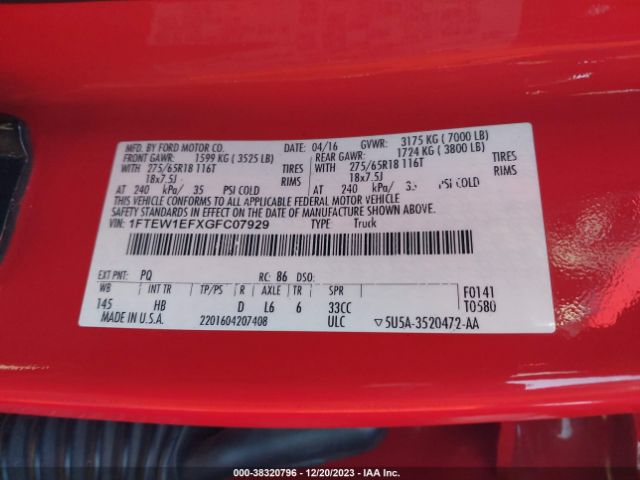 MFD. BY FORD MOTOR CO. DATE: 04/16 GVWR: 3175 KG ( 7000 LB)
FRONT GAWR: 1599 KG ( 3525 LB) REAR GAWR: 1724 KG ( 3800 LB)
WITH 275/65R18 116T TIRES WITH 275/65R18 116T TIRES
18x7.5J RIMS 18x7.5J RIMS
AT 240 kPa/ 35 PSI COLD AT 240 kPa/ PSI COLD
THIS VEHICLE CONFORMS TO ALL APPLICABLE FEDERAL MOTOR VEHICLE
SAFETY STANDARDS IN EFFECT ON THE DATE OF MANUFACTURE SHOWN ABOVE.
VIN: 1FTEW1EFXGFC07929 TYPE: Truck
EXT PNT: PQ RC: 86 DSO:
WB INT TR TP/PS R AXLE TR SPR F0141
145 HB D L6 6 33CC T0580
MADE IN U.S.A. 2201604207408 ULC ▽5U5A-3520472-AA
000-38320796 - 12/20/2023 - IAA Inc.